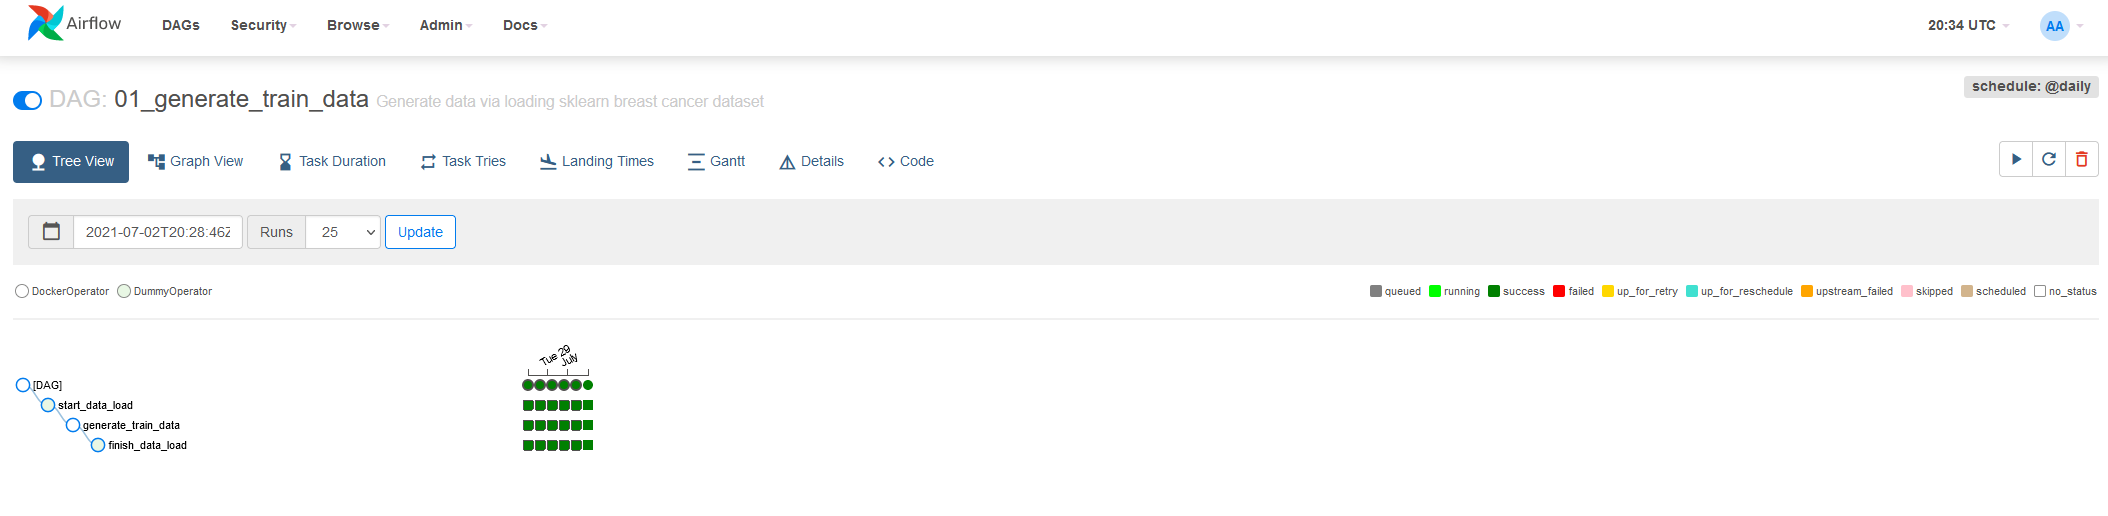 Airflow DAGs Security Browse Admin Docs 20:34 UTC AA
schedule: @daily
DAG: 01_generate_train_data Generate data via loading sklearn breast cancer dataset
Tree View Graph View Task Duration Task Tries Landing Times Gantt Details Code
2021-07-02T20:28:46Z Runs 25 Update
DockerOperator DummyOperator queued running success failed up_for_retry up_for_reschedule upstream_failed skipped scheduled no_status
Tue 29 July
[DAG]
start_data_load
generate_train_data
finish_data_load